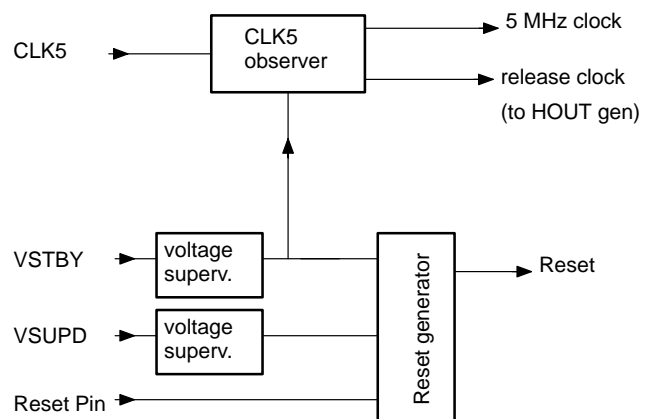 5 MHz clock
CLK5
CLK5
observer
release clock
(to HOUT gen)
VSTBY
voltage
superv.
Reset generator
Reset
VSUPD
voltage
superv.
Reset Pin